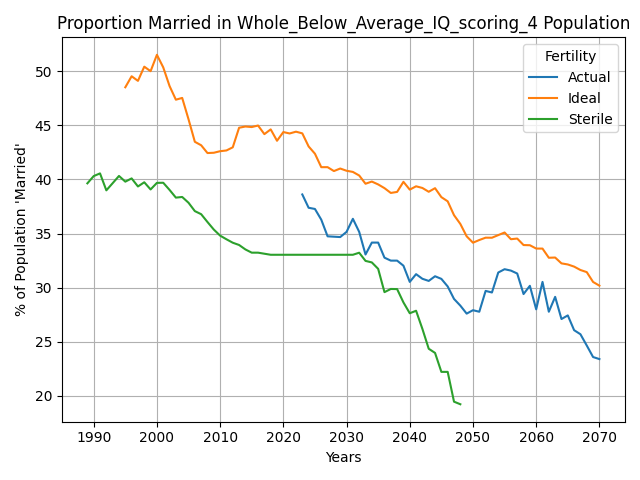 Proportion Married in Whole_Below_Average_IQ_scoring_4 Population
% of Population 'Married'
50
45
40
35
30
25
20
Fertility
Actual
Ideal
Sterile
1990 2000 2010 2020 2030 2040 2050 2060 2070
Years